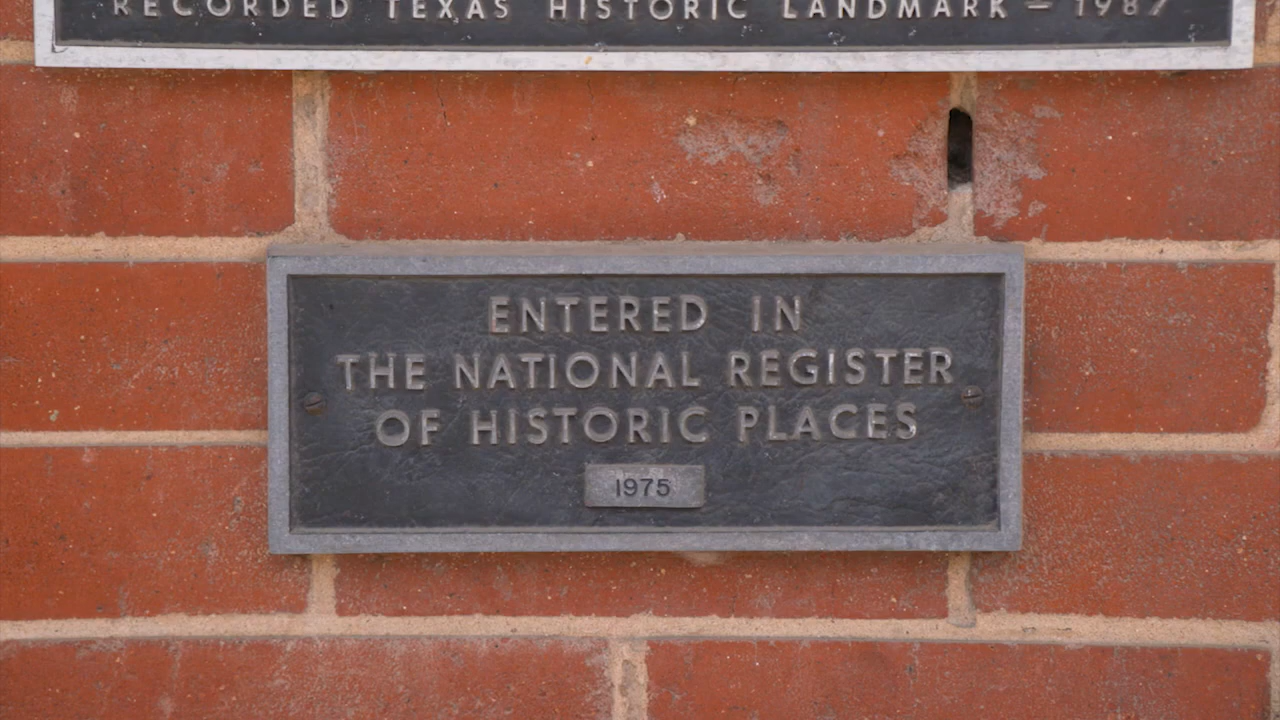 RECORDED TEXAS HISTORIC LANDMARK – 1987
ENTERED IN
THE NATIONAL REGISTER
OF HISTORIC PLACES
1975